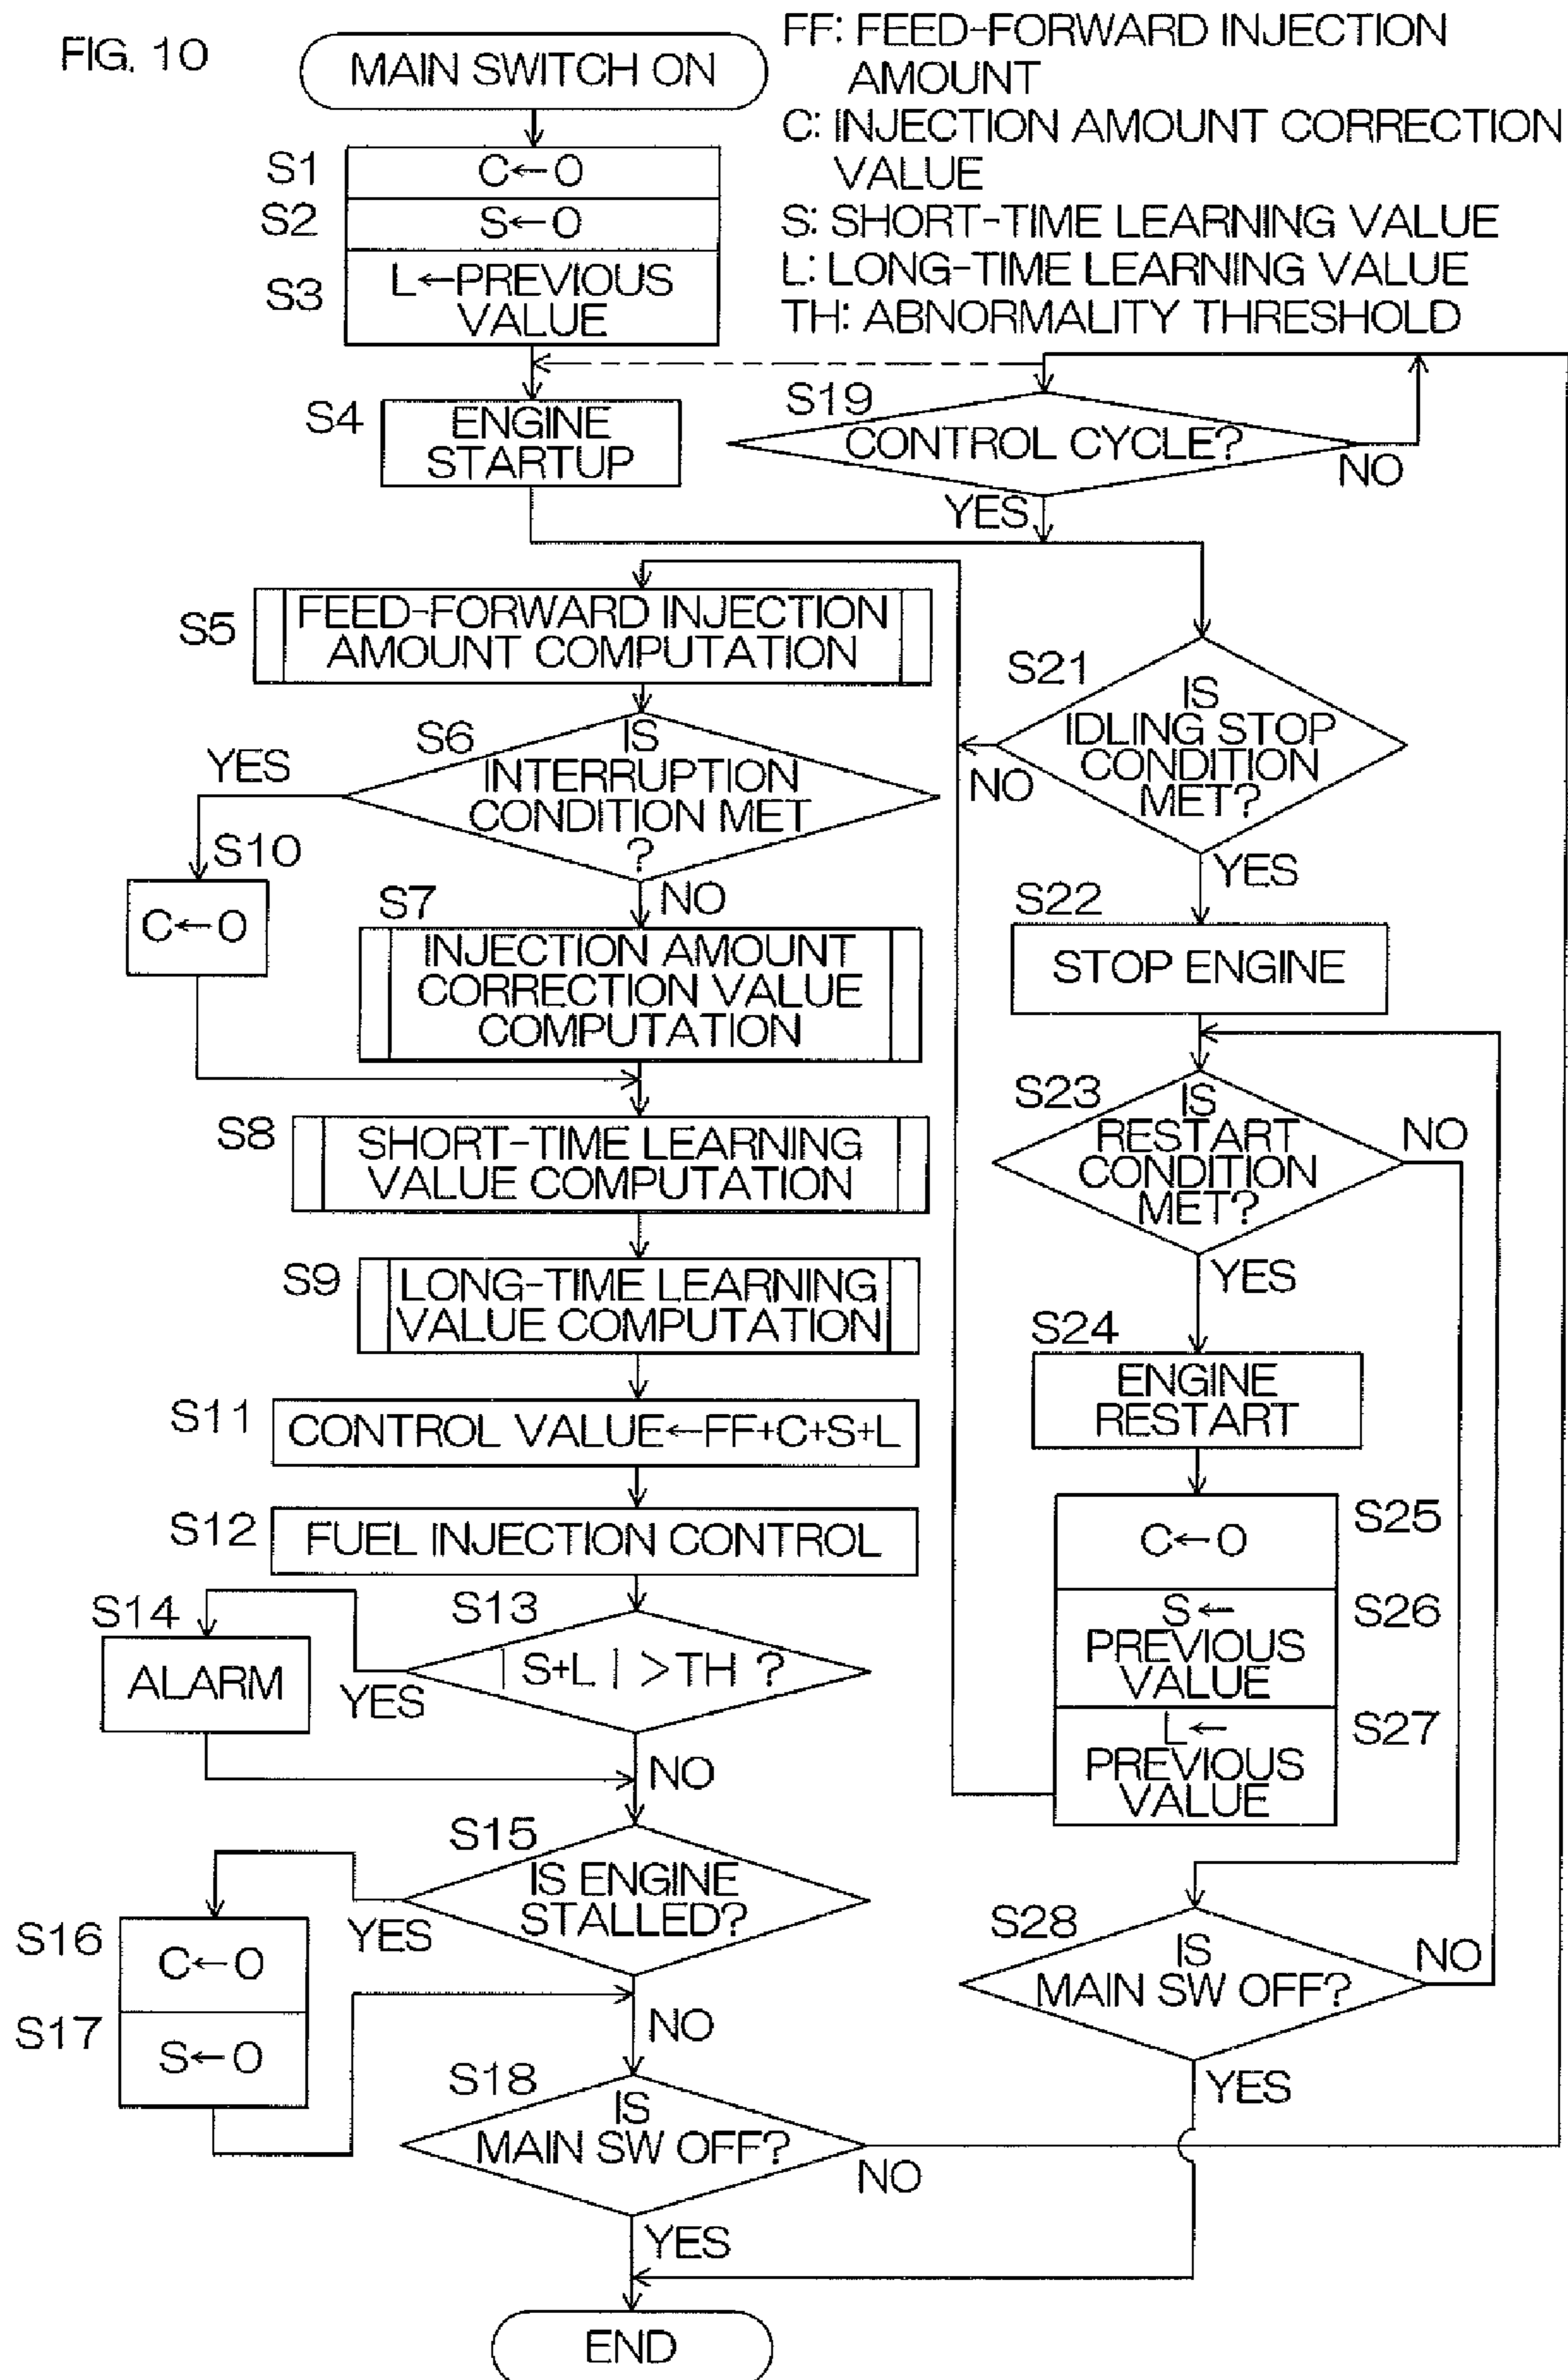 FIG. 10
MAIN SWITCH ON
FF: FEED-FORWARD INJECTION
AMOUNT
C: INJECTION AMOUNT CORRECTION
VALUE
S: SHORT-TIME LEARNING VALUE
L: LONG-TIME LEARNING VALUE
TH: ABNORMALITY THRESHOLD
S1
C←0
S2
S←0
S3
L←PREVIOUS
VALUE
S4
ENGINE
STARTUP
S19
CONTROL CYCLE?
NO
YES
S5
FEED-FORWARD INJECTION
AMOUNT COMPUTATION
S21
IS
IDLING STOP
CONDITION
MET?
NO
YES
S6
IS
INTERRUPTION
CONDITION MET
?
YES
NO
S10
C←0
S7
INJECTION AMOUNT
CORRECTION VALUE
COMPUTATION
S22
STOP ENGINE
S23
IS
RESTART
CONDITION
MET?
NO
YES
S8
SHORT-TIME LEARNING
VALUE COMPUTATION
S9
LONG-TIME LEARNING
VALUE COMPUTATION
S24
ENGINE
RESTART
S11
CONTROL VALUE←FF+C+S+L
S12
FUEL INJECTION CONTROL
S25
C←0
S26
S←
PREVIOUS
VALUE
S27
L←
PREVIOUS
VALUE
S13
| S+L | >TH ?
YES
NO
S14
ALARM
S15
IS ENGINE
STALLED?
YES
NO
S16
C←0
S17
S←0
S28
IS
MAIN SW OFF?
NO
YES
S18
IS
MAIN SW OFF?
NO
YES
END